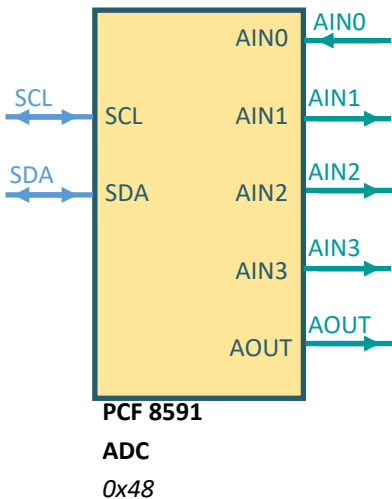 AIN0
AIN0
SCL
AIN1
SCL
AIN1
SDA
AIN2
SDA
AIN2
AIN3
AIN3
AOUT
AOUT
PCF 8591
ADC
0x48